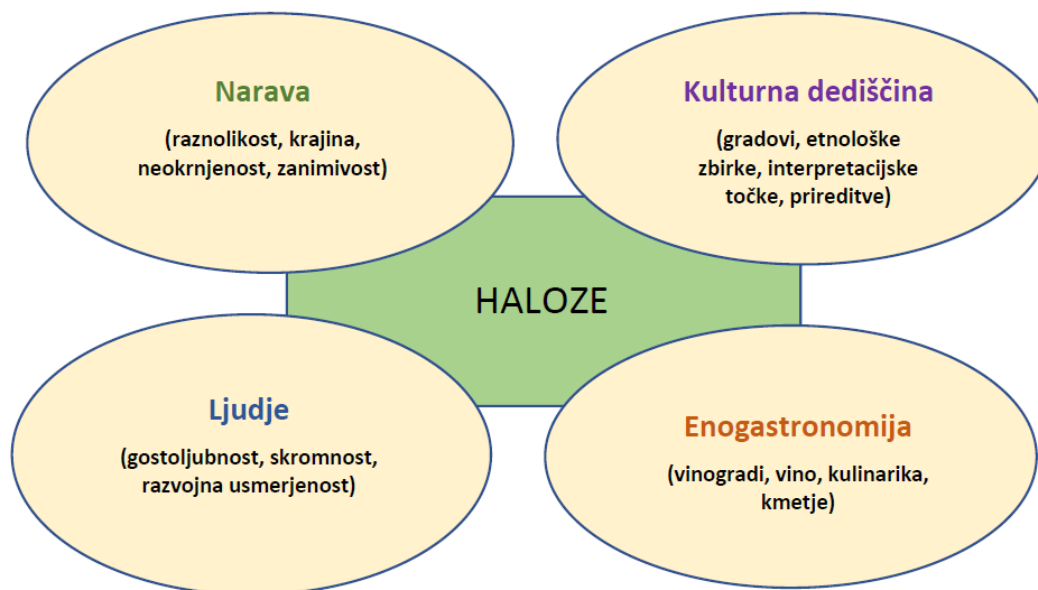 Narava
(raznolikost, krajina,
neokrnjenost, zanimivost)
Kulturna dediščina
(gradovi, etnološke
zbirke, interpretacijske
točke, prireditve)
HALOZE
Ljudje
(gostoljubnost, skromnost,
razvojna usmerjenost)
Enogastronomija
(vinogradi, vino, kulinarika,
kmetje)